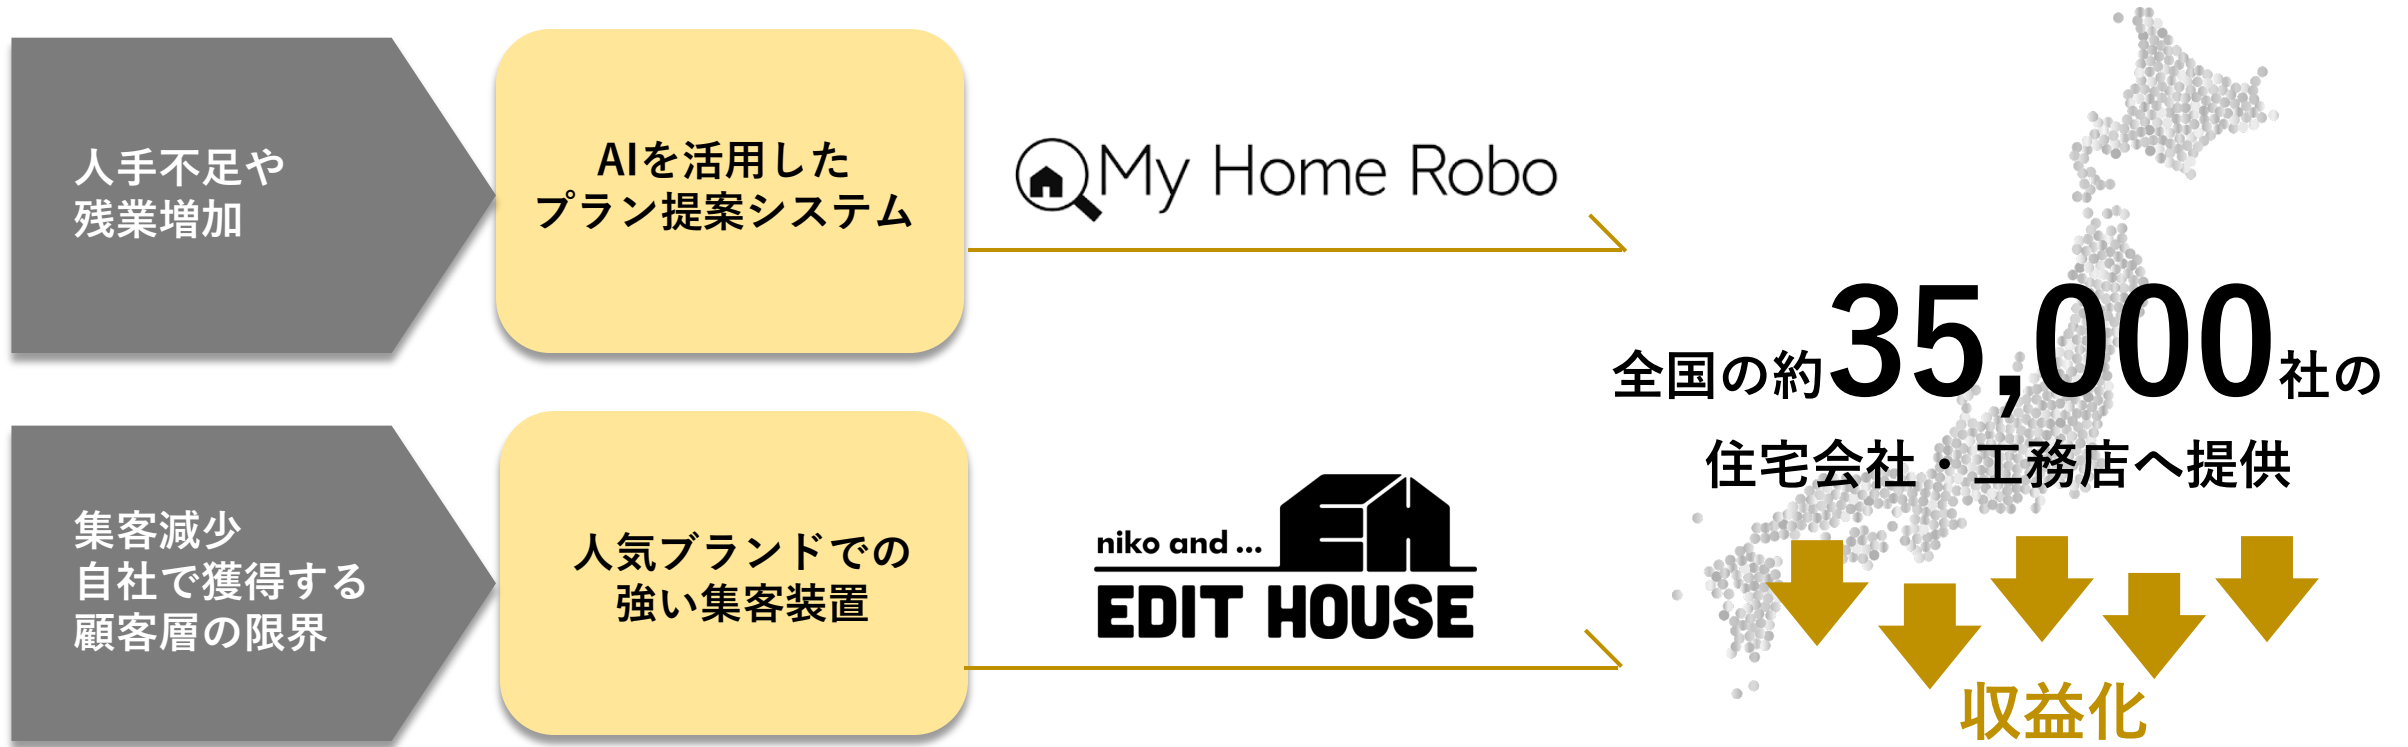 人手不足や
残業増加
AIを活用した
プラン提案システム
My Home Robo
集客減少
自社で獲得する
顧客層の限界
人気ブランドでの
強い集客装置
niko and ...
EH
EDIT HOUSE
全国の約35,000社の
住宅会社・工務店へ提供
収益化